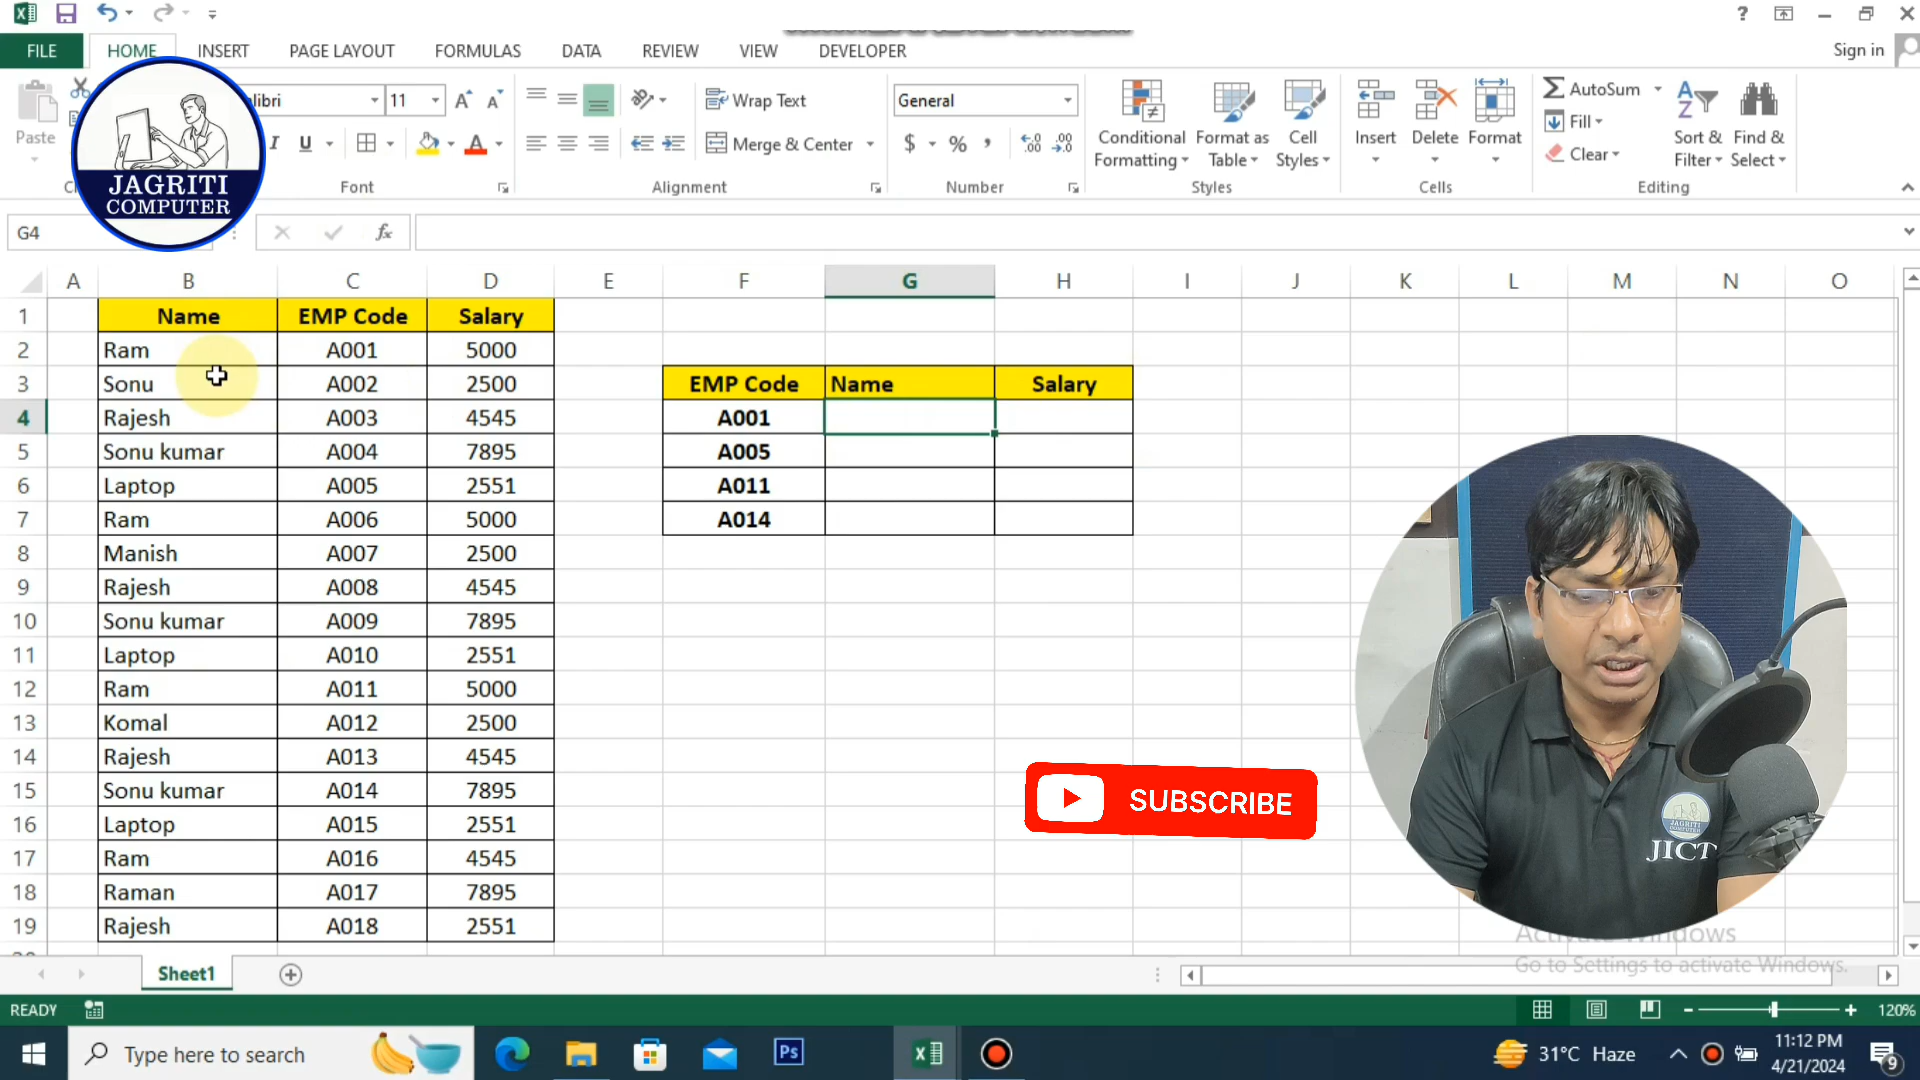 FILE HOME INSERT PAGE LAYOUT FORMULAS DATA REVIEW VIEW DEVELOPER Sign in
Paste 11 Wrap Text General Conditional Formatting Format as Table Cell Styles Insert Delete Format AutoSum Fill Clear Sort & Filter Find & Select
Merge & Center $ % ,
Font Alignment Number Styles Cells Editing
JAGRITI
COMPUTER
G4 fx
A B C D E F G H I J K L M N O
1 Name EMP Code Salary
2 Ram A001 5000
3 Sonu A002 2500 EMP Code Name Salary
4 Rajesh A003 4545 A001
5 Sonu kumar A004 7895 A005
6 Laptop A005 2551 A011
7 Ram A006 5000 A014
8 Manish A007 2500
9 Rajesh A008 4545
10 Sonu kumar A009 7895
11 Laptop A010 2551
12 Ram A011 5000
13 Komal A012 2500
14 Rajesh A013 4545
15 Sonu kumar A014 7895
16 Laptop A015 2551
17 Ram A016 4545
18 Raman A017 7895
19 Rajesh A018 2551
SUBSCRIBE
JAGRITI
COMPUTER
JICT
Go to Settings to activate Windows.
Sheet1
READY 120%
Type here to search Ps 31°C Haze 11:12 PM
4/21/2024
9